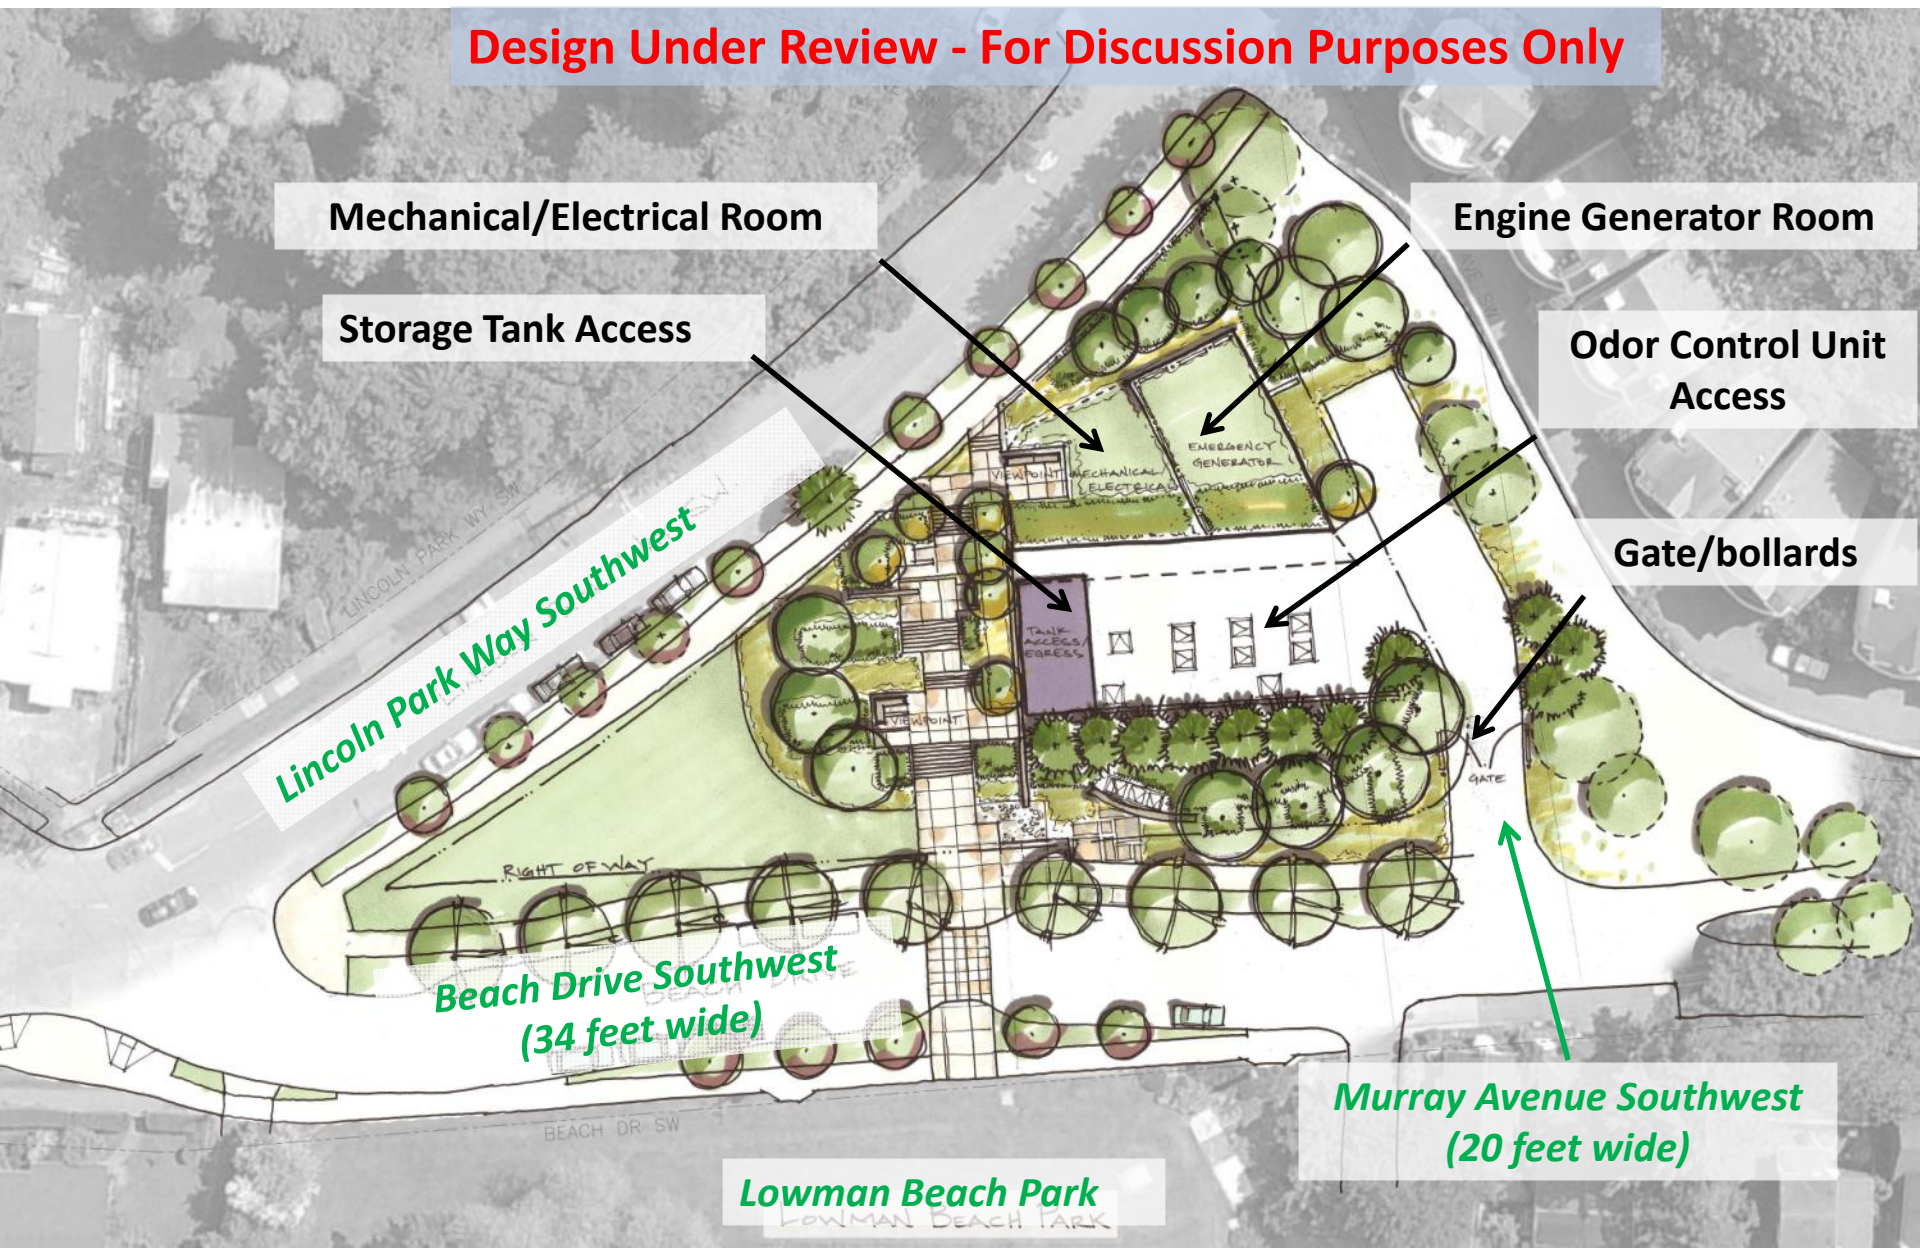 Design Under Review - For Discussion Purposes Only
Mechanical/Electrical Room
Engine Generator Room
Storage Tank Access
Odor Control Unit
Access
EMERGENCY
GENERATOR
VIEWPOINT
MECHANICAL/
ELECTRICAL
LINCOLN PARK WY SW
Lincoln Park Way Southwest
Gate/bollards
TANK
ACCESS/
EGRESS
VIEWPOINT
GATE
RIGHT OF WAY
Beach Drive Southwest
(34 feet wide)
BEACH DRIVE
Murray Avenue Southwest
(20 feet wide)
BEACH DR SW
Lowman Beach Park
LOWMAN BEACH PARK